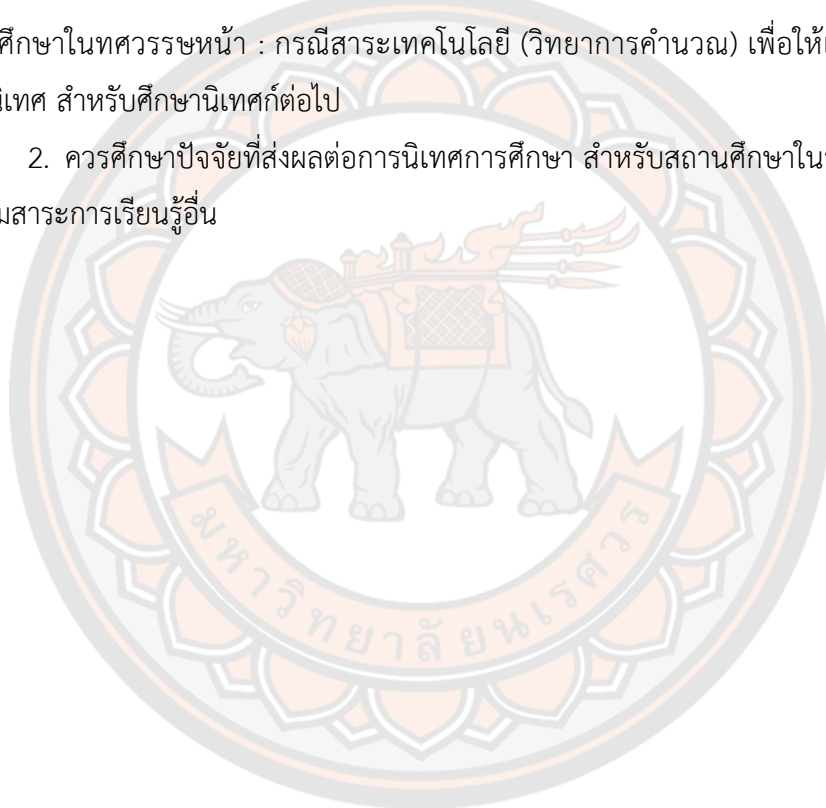 ศึกษาในทศวรรษหน้า : กรณีสาระเทคโนโลยี (วิทยาการคำนวณ) เพื่อให้
นิเทศ สำหรับศึกษานิเทศก์ต่อไป
2. ควรศึกษาปัจจัยที่ส่งผลต่อการนิเทศการศึกษา สำหรับสถานศึกษาใน
มสาระการเรียนรู้อื่น
มหาวิทยาลัยนเรศวร